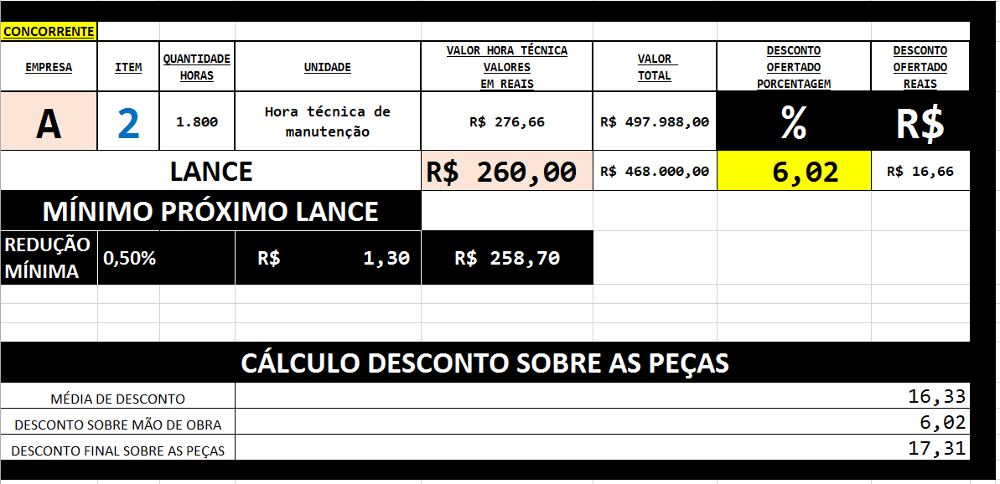 CONCORRENTE
EMPRESA
ITEM
QUANTIDADE
HORAS
UNIDADE
VALOR HORA TÉCNICA
VALORES
EM REAIS
VALOR
TOTAL
DESCONTO
OFERTADO
PORCENTAGEM
DESCONTO
OFERTADO
REAIS
A
2
1.800
Hora técnica de
manutenção
R$ 276,66
R$ 497.988,00
%
R$
LANCE
R$ 260,00
R$ 468.000,00
6,02
R$ 16,66
MÍNIMO PRÓXIMO LANCE
REDUÇÃO
MÍNIMA
0,50%
R$ 1,30
R$ 258,70
CÁLCULO DESCONTO SOBRE AS PEÇAS
MÉDIA DE DESCONTO
16,33
DESCONTO SOBRE MÃO DE OBRA
6,02
DESCONTO FINAL SOBRE AS PEÇAS
17,31